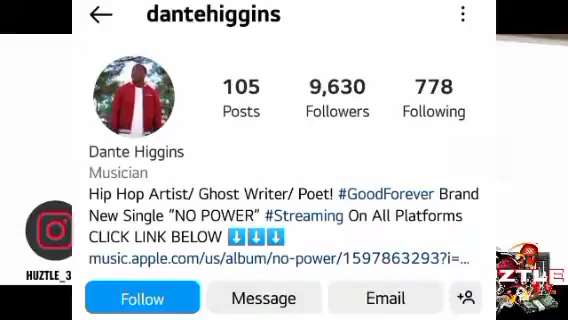 dantehiggins
105 9,630 778
Posts Followers Following
Dante Higgins
Musician
Hip Hop Artist/ Ghost Writer/ Poet! #GoodForever Brand
New Single “NO POWER” #Streaming On All Platforms
CLICK LINK BELOW ⬇️⬇️⬇️
music.apple.com/us/album/no-power/1597863293?i=...
HUZTLE_3
ZTLE
Follow Message Email